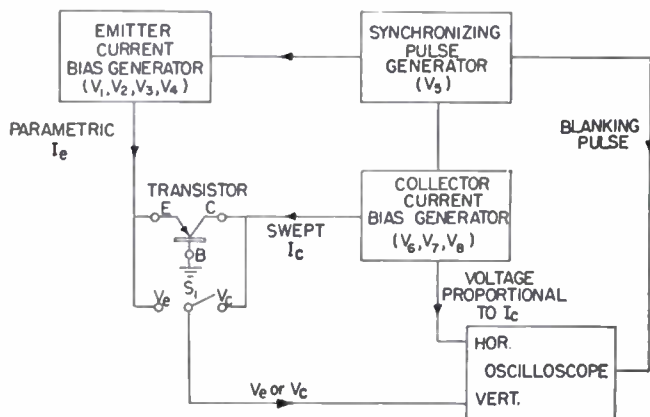 EMITTER
CURRENT
BIAS GENERATOR
(V1, V2, V3, V4)
SYNCHRONIZING
PULSE
GENERATOR
(V5)
PARAMETRIC
Ie
BLANKING
PULSE
TRANSISTOR
E
C
B
SWEPT
Ic
COLLECTOR
CURRENT
BIAS GENERATOR
(V6, V7, V8)
Ve
S1
Vc
VOLTAGE
PROPORTIONAL
TO Ic
HOR.
OSCILLOSCOPE
VERT.
Ve or Vc